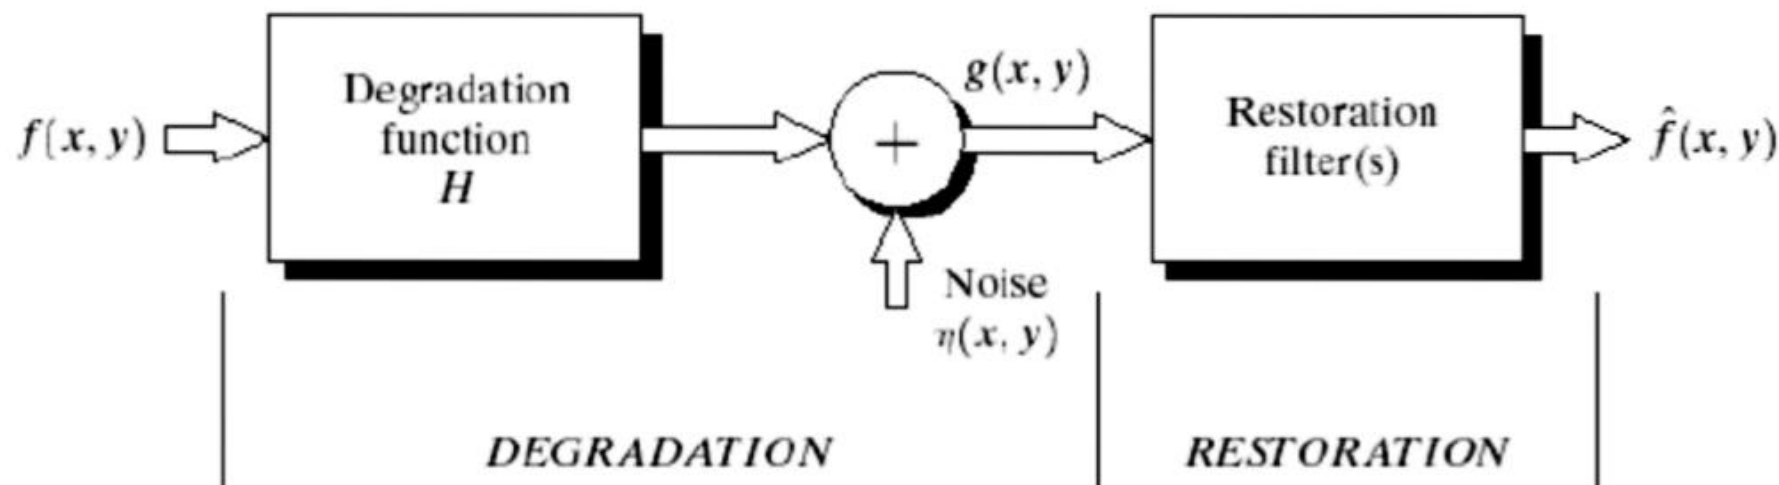 f(x, y)
Degradation
function
H
+
g(x, y)
Noise
η(x, y)
Restoration
filter(s)
f̂(x, y)
DEGRADATION
RESTORATION